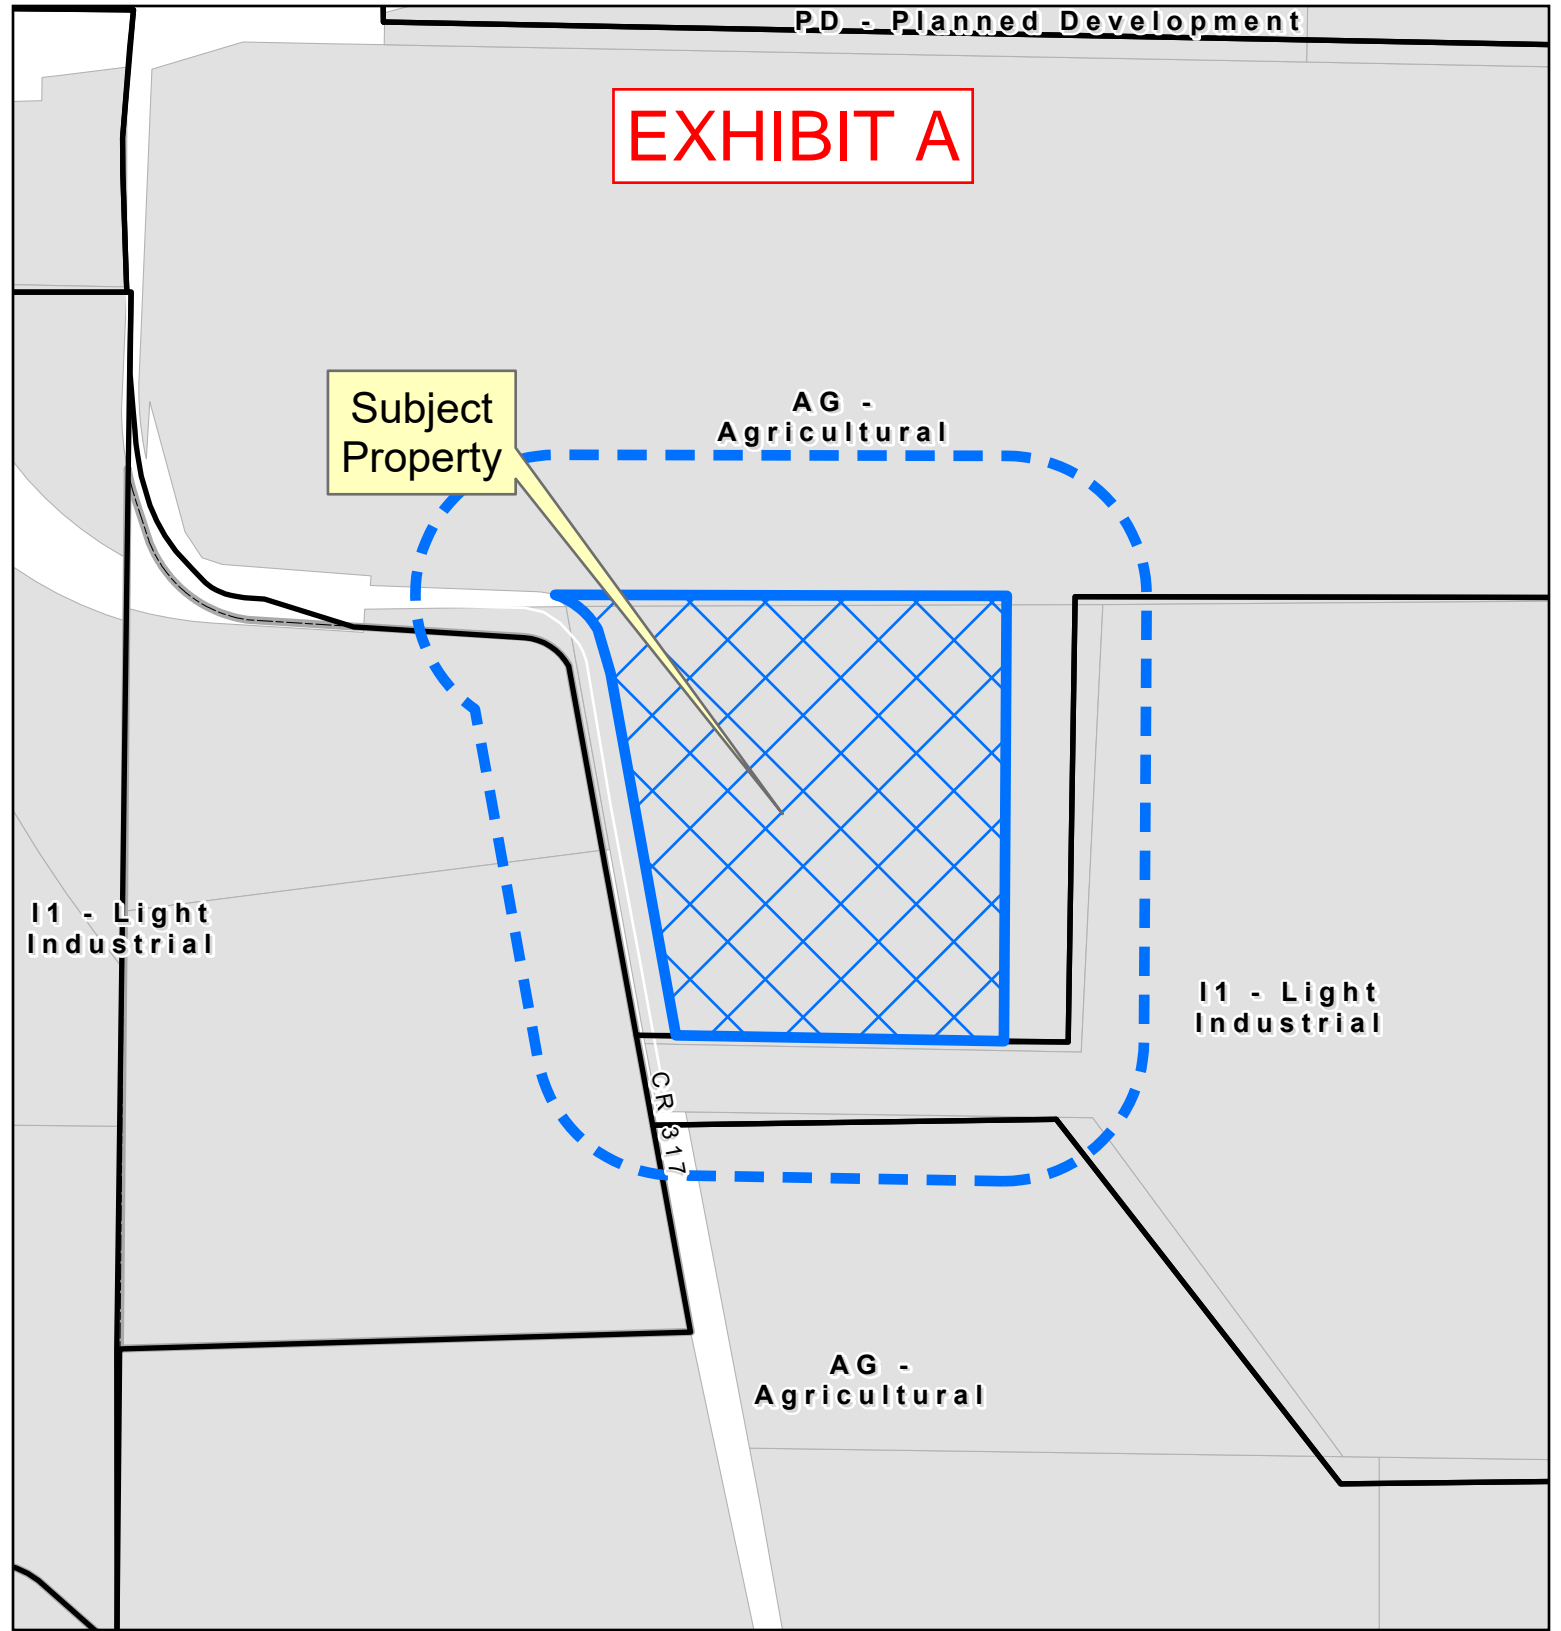 PD - Planned Development
EXHIBIT A
Subject
Property
AG -
Agricultural
I1 - Light
Industrial
I1 - Light
Industrial
CR 317
AG -
Agricultural